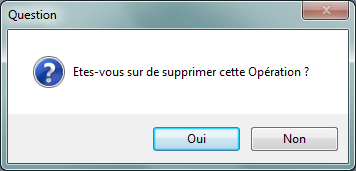 Question
Etes-vous sur de supprimer cette Opération ?
Oui
Non